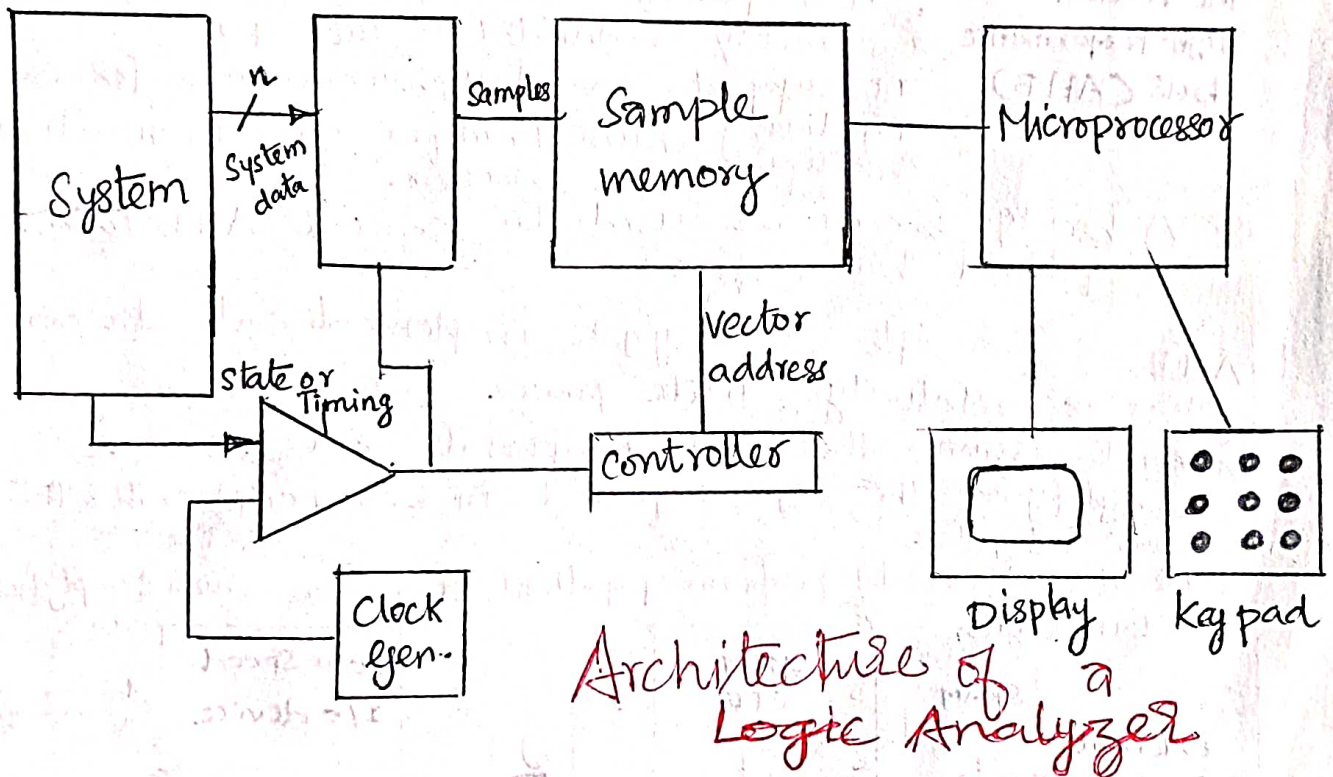 System
n
System
data
Samples
Sample
memory
Microprocessor
State or
Timing
Vector
address
Controller
Clock
Gen.
Display
Keypad
Architecture of a
Logic Analyzer